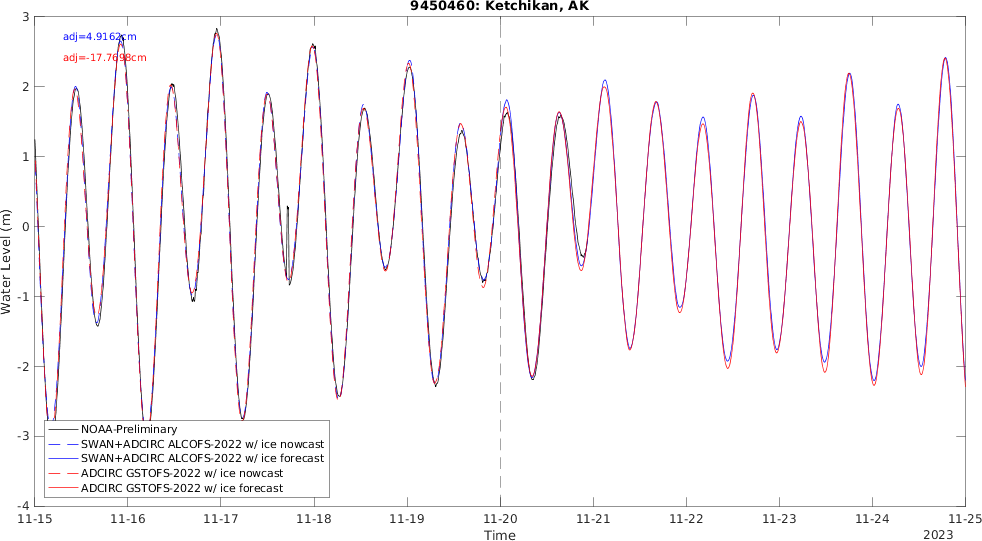 9450460: Ketchikan, AK
adj=4.9162cm
adj=-17.7698cm
Water Level (m)
3
2
1
0
-1
-2
-3
-4
NOAA-Preliminary
SWAN+ADCIRC ALCOFS-2022 w/ ice nowcast
SWAN+ADCIRC ALCOFS-2022 w/ ice forecast
ADCIRC GSTOFS-2022 w/ ice nowcast
ADCIRC GSTOFS-2022 w/ ice forecast
11-15 11-16 11-17 11-18 11-19 11-20 11-21 11-22 11-23 11-24 11-25
Time
2023